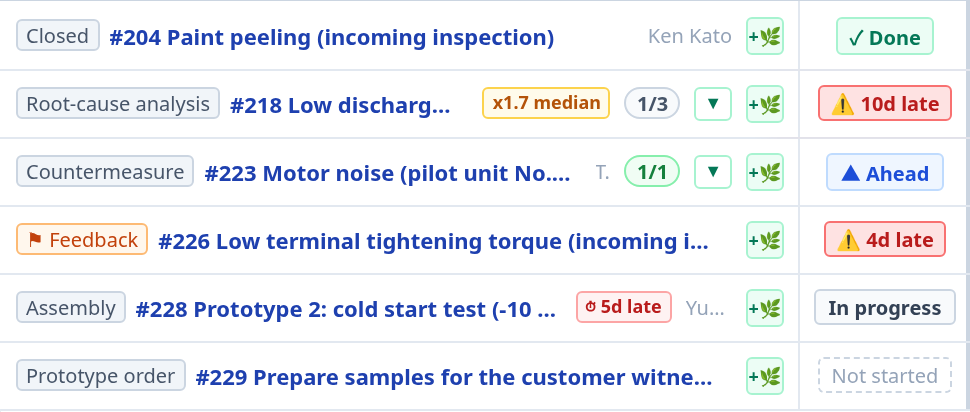 Closed #204 Paint peeling (incoming inspection) Ken Kato +🌿 ✓ Done
Root-cause analysis #218 Low discharg... x1.7 median 1/3 ▼ +🌿 ⚠️ 10d late
Countermeasure #223 Motor noise (pilot unit No.... T. 1/1 ▼ +🌿 ▲ Ahead
⚑ Feedback #226 Low terminal tightening torque (incoming i... +🌿 ⚠️ 4d late
Assembly #228 Prototype 2: cold start test (-10 ... ⏱ 5d late Yu... +🌿 In progress
Prototype order #229 Prepare samples for the customer witne... +🌿 Not started